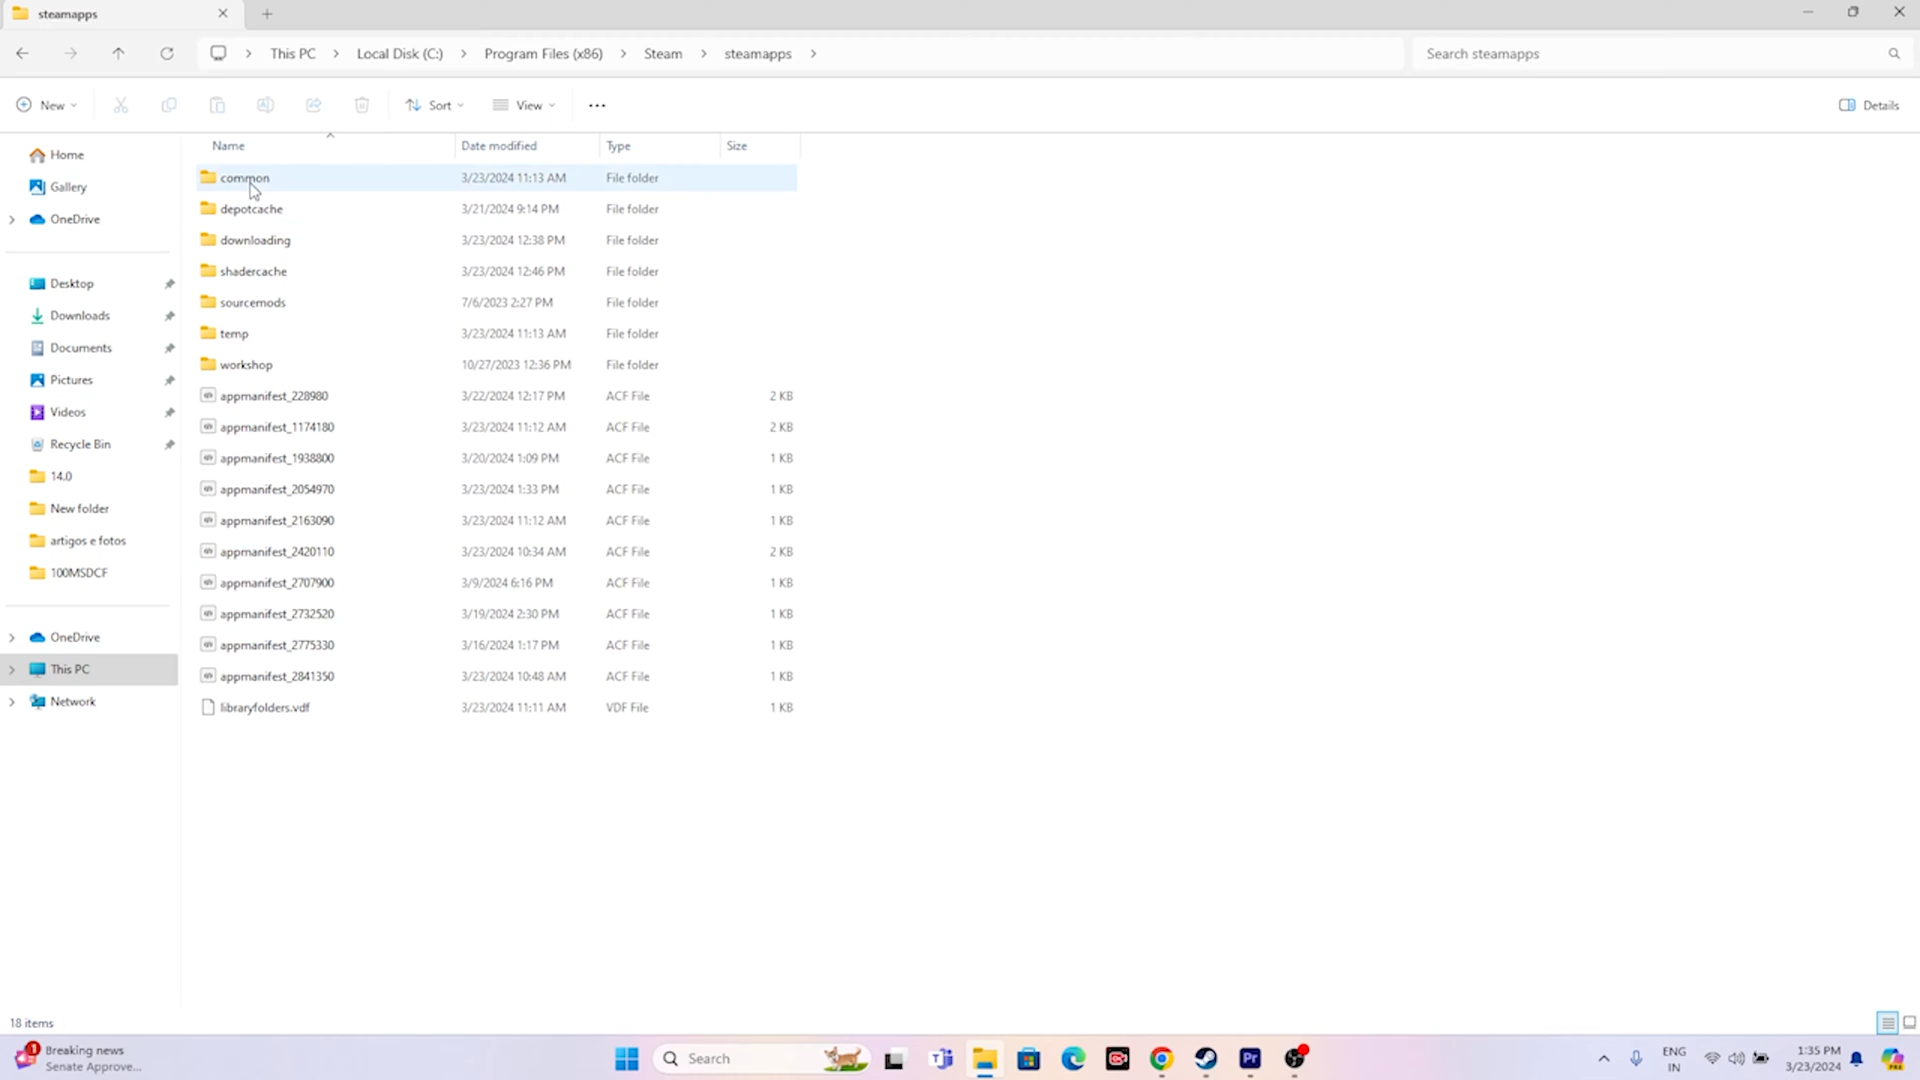 steamapps
This PC > Local Disk (C:) > Program Files (x86) > Steam > steamapps >
Search steamapps
New
Sort
View
Details
Name
Date modified
Type
Size
Home
Gallery
OneDrive
Desktop
Downloads
Documents
Pictures
Videos
Recycle Bin
14.0
New folder
artigos e fotos
100MSDCF
OneDrive
This PC
Network
common 3/23/2024 11:13 AM File folder
depotcache 3/21/2024 9:14 PM File folder
downloading 3/23/2024 12:38 PM File folder
shadercache 3/23/2024 12:46 PM File folder
sourcemods 7/6/2023 2:27 PM File folder
temp 3/23/2024 11:13 AM File folder
workshop 10/27/2023 12:36 PM File folder
appmanifest_228980 3/22/2024 12:17 PM ACF File 2 KB
appmanifest_1174180 3/23/2024 11:12 AM ACF File 2 KB
appmanifest_1938800 3/20/2024 1:09 PM ACF File 1 KB
appmanifest_2054970 3/23/2024 1:33 PM ACF File 1 KB
appmanifest_2163090 3/23/2024 11:12 AM ACF File 1 KB
appmanifest_2420110 3/23/2024 10:34 AM ACF File 2 KB
appmanifest_2707900 3/9/2024 6:16 PM ACF File 1 KB
appmanifest_2732520 3/19/2024 2:30 PM ACF File 1 KB
appmanifest_2775330 3/16/2024 1:17 PM ACF File 1 KB
appmanifest_2841350 3/23/2024 10:48 AM ACF File 1 KB
libraryfolders.vdf 3/23/2024 11:11 AM VDF File 1 KB
18 items
1
Breaking news
Senate Approve...
Search
Pr
ENG
IN
1:35 PM
3/23/2024
PRE